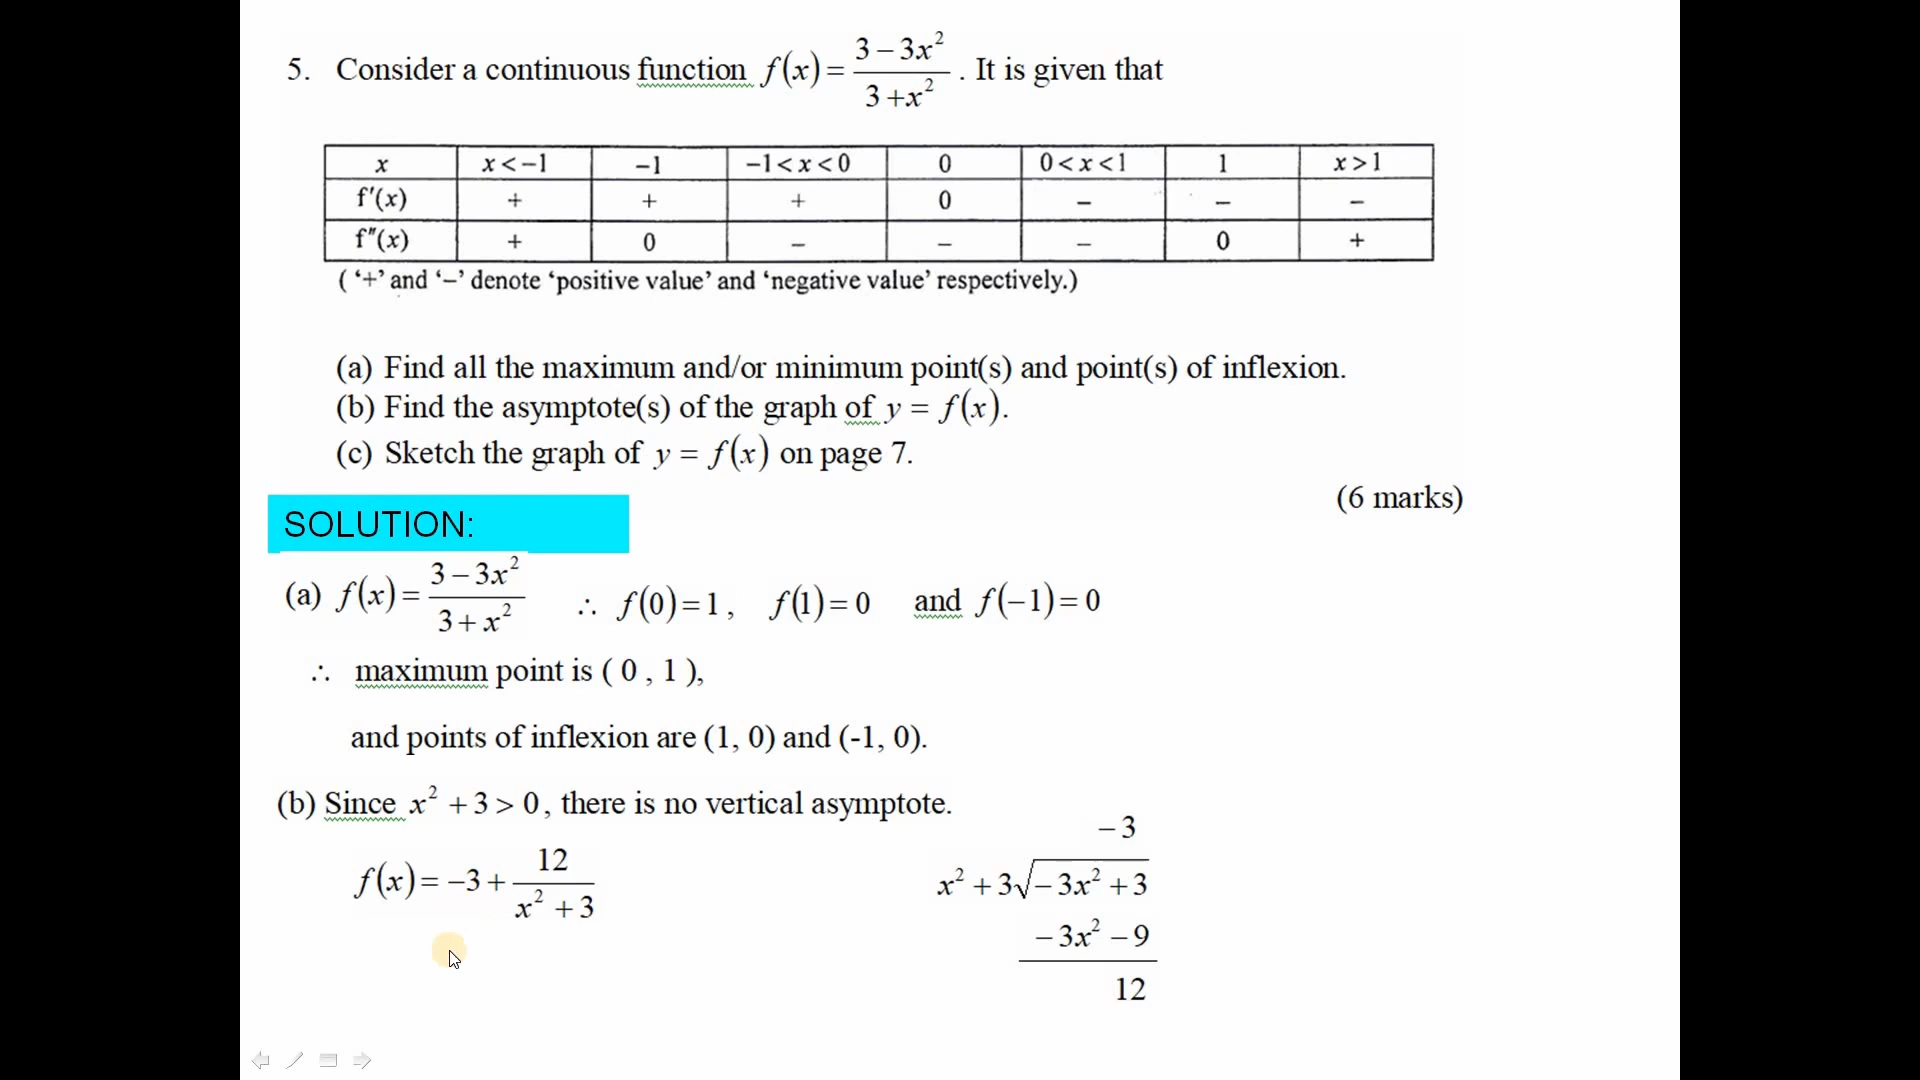 5. Consider a continuous function f(x) = (3 − 3x²)/(3 + x²) . It is given that
x | x < −1 | −1 | −1 < x < 0 | 0 | 0 < x < 1 | 1 | x > 1
f′(x) | + | + | + | 0 | − | − | −
f″(x) | + | 0 | − | − | − | 0 | +
( ‘+’ and ‘−’ denote ‘positive value’ and ‘negative value’ respectively.)
(a) Find all the maximum and/or minimum point(s) and point(s) of inflexion.
(b) Find the asymptote(s) of the graph of y = f(x).
(c) Sketch the graph of y = f(x) on page 7.
(6 marks)
SOLUTION:
(a) f(x) = (3 − 3x²)/(3 + x²) ∴ f(0) = 1 , f(1) = 0 and f(−1) = 0
∴ maximum point is ( 0 , 1 ),
and points of inflexion are (1, 0) and (-1, 0).
(b) Since x² + 3 > 0 , there is no vertical asymptote.
f(x) = −3 + 12/(x² + 3)
− 3
x² + 3√− 3x² + 3
− 3x² − 9
12